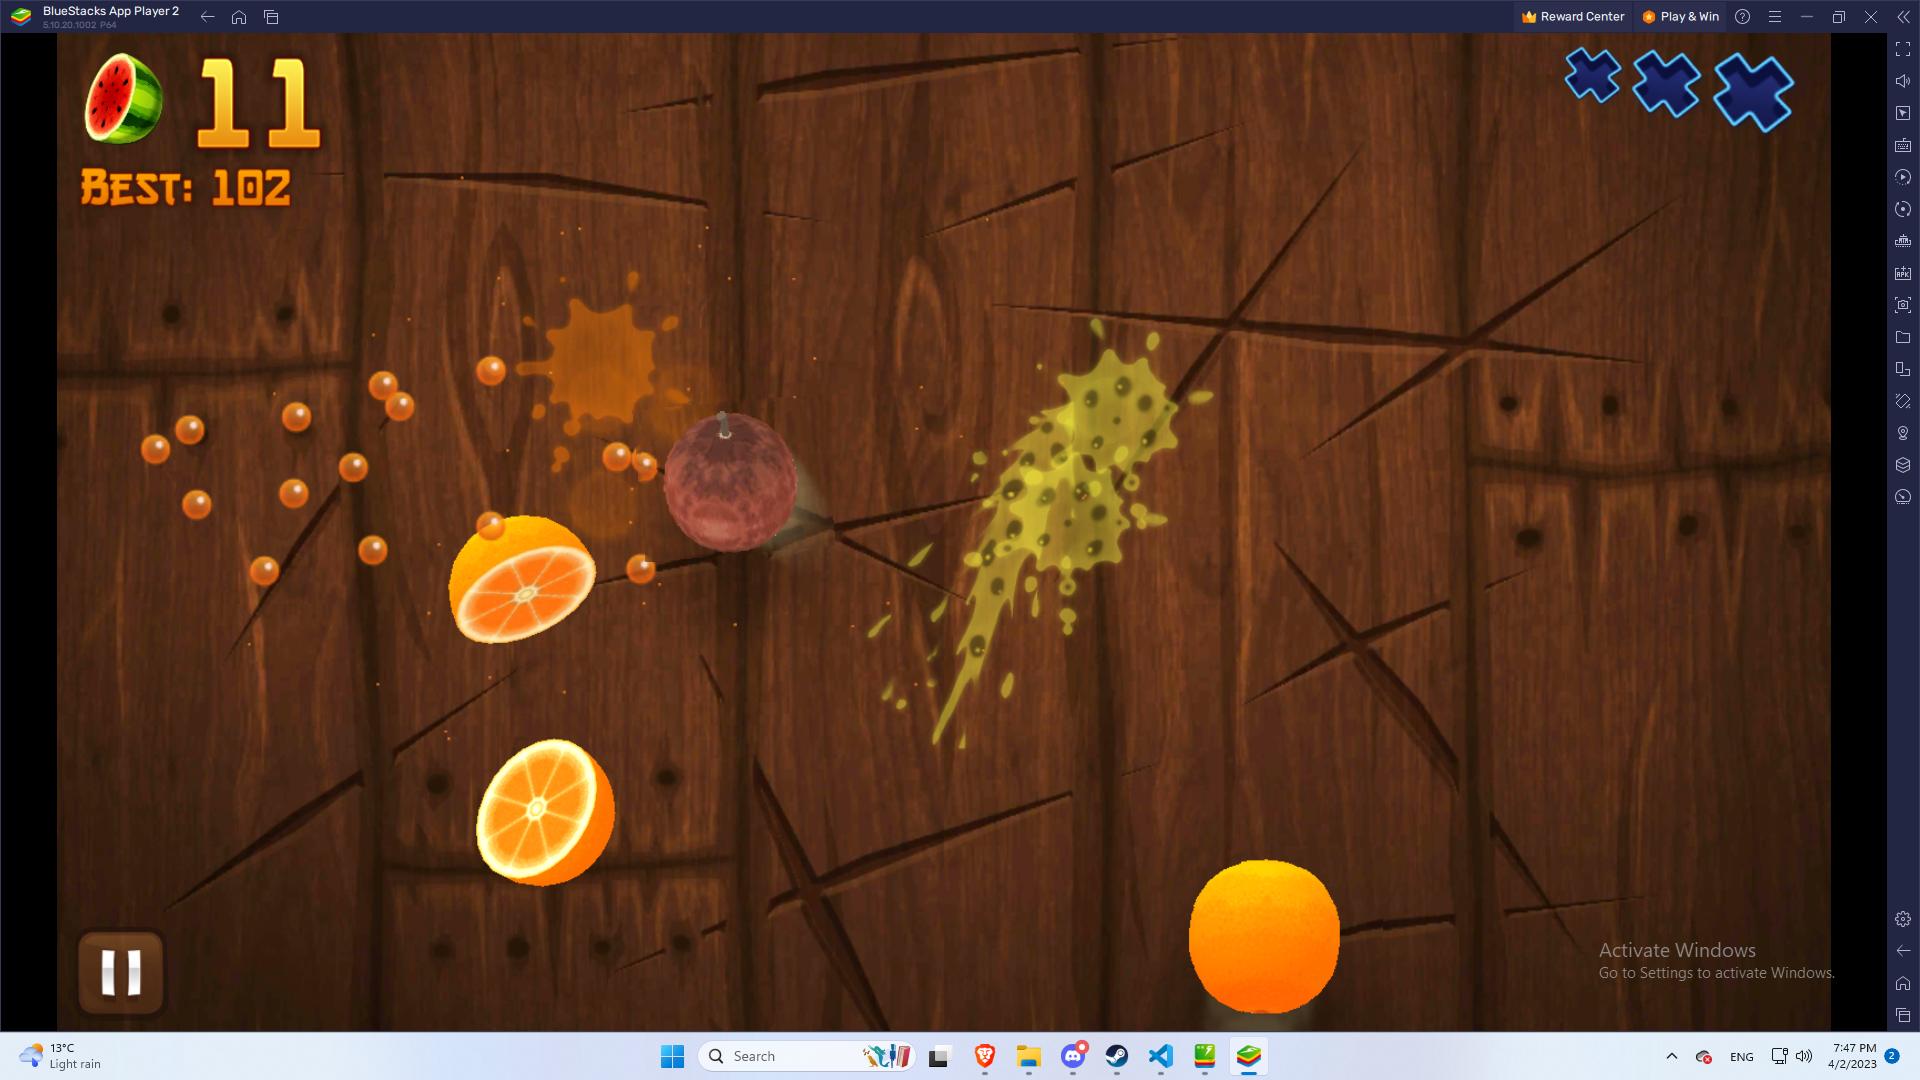 BlueStacks App Player 2
5.10.20.1002 P64
Reward Center
Play & Win
11
BEST: 102
Activate Windows
Go to Settings to activate Windows.
13°C
Light rain
Search
ENG
7:47 PM
4/2/2023
2